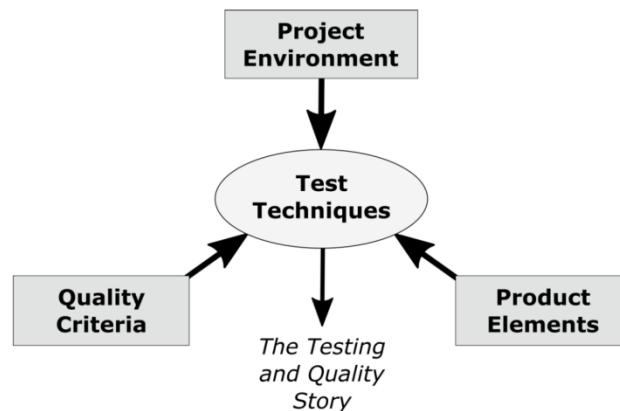 Project
Environment
Test
Techniques
Quality
Criteria
Product
Elements
The Testing
and Quality
Story